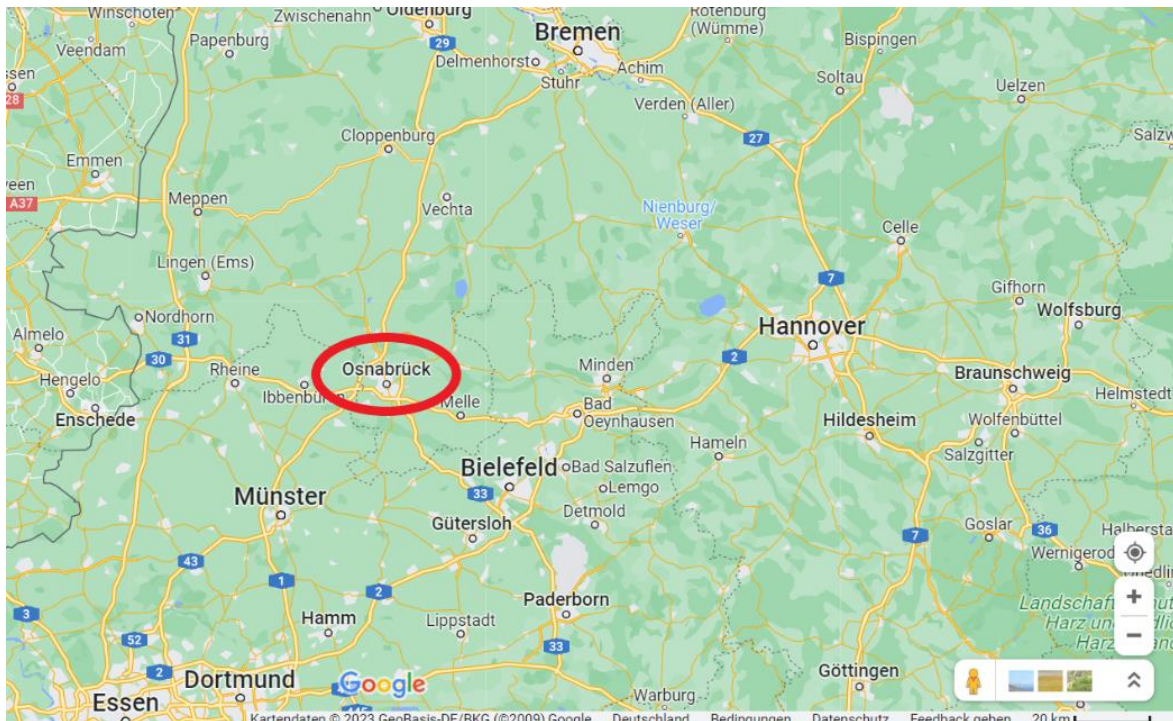 Winschoten
Zwischenahn
Oldenburg
Bremen
Rotenburg
(Wümme)
Bispingen
Veendam
Papenburg
29
Delmenhorst
Stuhr
Achim
Soltau
Uelzen
28
Verden (Aller)
Cloppenburg
27
Emmen
A37
Meppen
Vechta
Nienburg/
Weser
Celle
Lingen (Ems)
7
Gifhorn
Nordhorn
Wolfsburg
Almelo
31
Hannover
30
Rheine
Osnabrück
Minden
2
Braunschweig
Hengelo
Melle
Bad
Oeynhausen
Helmstedt
Enschede
Hildesheim
Wolfenbüttel
Hameln
Salzgitter
Bielefeld
Bad Salzuflen
33
Lemgo
Münster
Detmold
Gütersloh
7
Goslar
36
43
1
2
Paderborn
3
Hamm
Lippstadt
52
33
2
Dortmund
Google
Göttingen
Essen
Warburg
Kartendaten © 2023 GeoBasis-DE/BKG (©2009) Google Deutschland Bedingungen Datenschutz Feedback geben 20 km